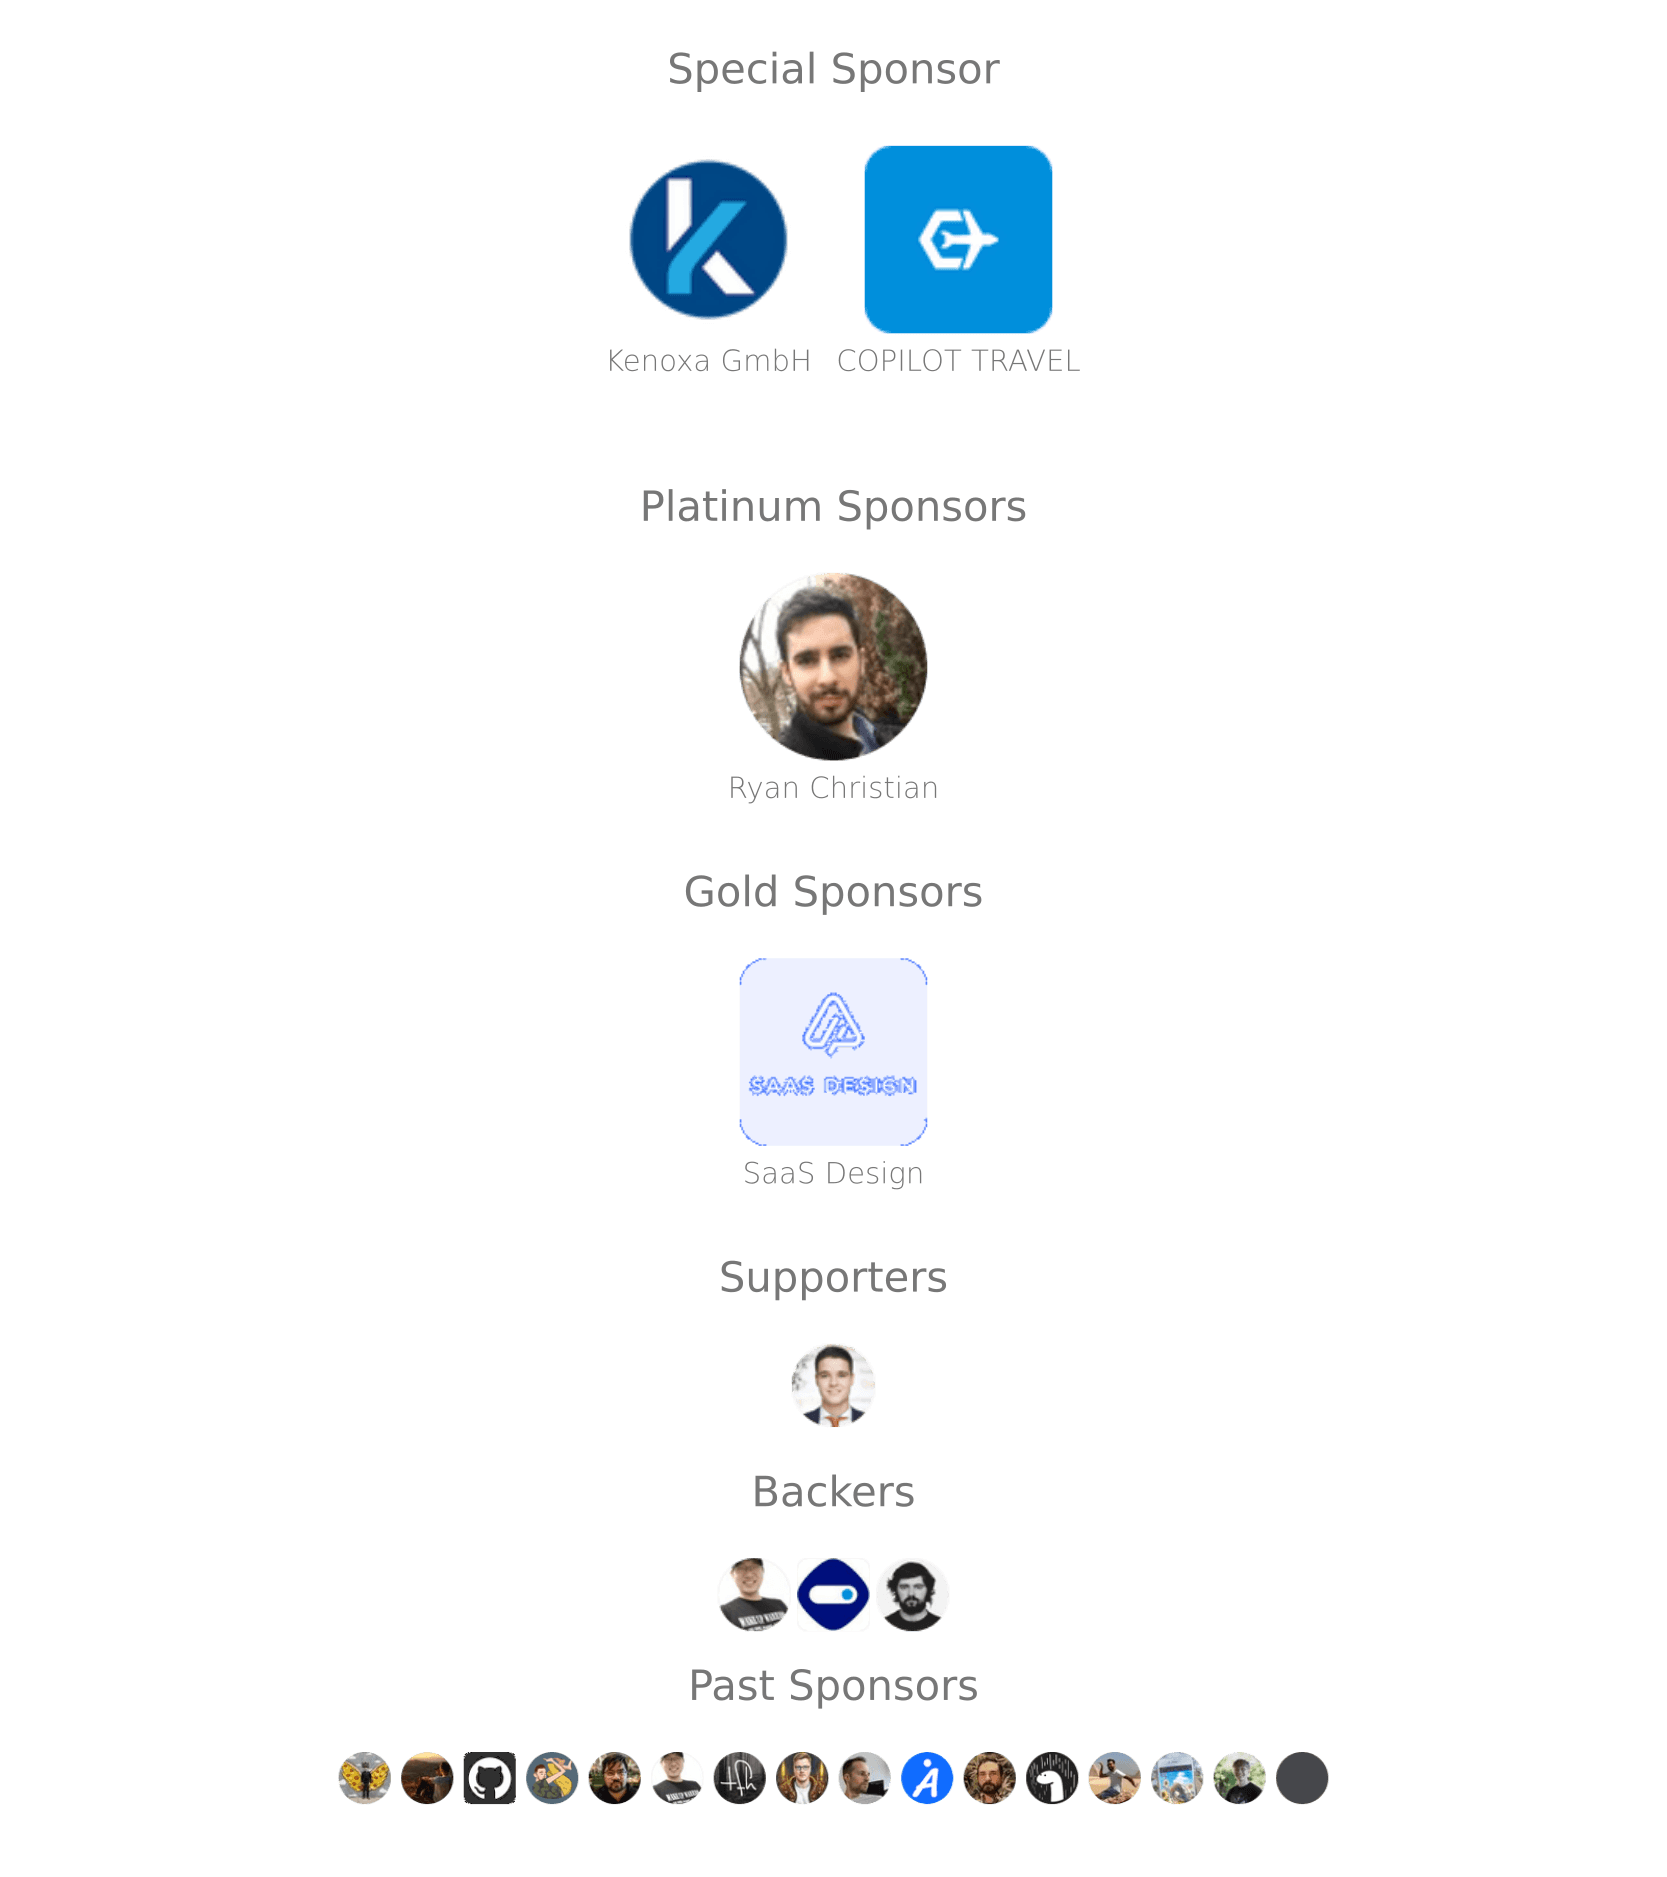 Special Sponsor
Kenoxa GmbH COPILOT TRAVEL
Platinum Sponsors
Ryan Christian
Gold Sponsors
SAAS DESIGN
SaaS Design
Supporters
Backers
Past Sponsors